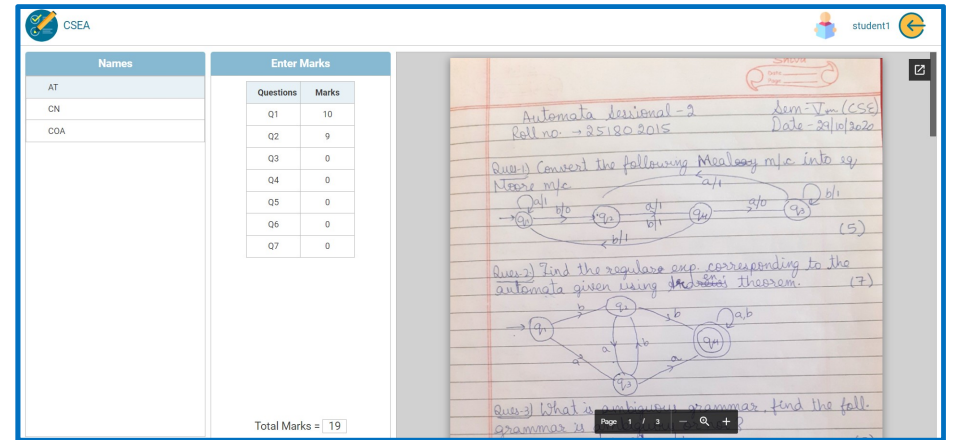 CSEA
student1
Names
AT
CN
COA
Enter Marks
Questions Marks
Q1 10
Q2 9
Q3 0
Q4 0
Q5 0
Q6 0
Q7 0
Total Marks = 19
Date
Page
Automata Sessional - 2 Sem - V (CSE)
Roll no. → 251802015 Date - 29/10/2020
Ques-1) Convert the following Mealy m/c into eq
Moore m/c.
a/1
a/1 b/0 a/1 b/1 a/0 b/1
q1 q2 q4 q3
b/1
(5)
Ques-2) Find the regular exp. corresponding to the
automata given using theorem. (7)
b q2 b a,b
q1 a b q4
a q3 a
Ques-3) What is ambiguous grammar, find the foll.
grammar is
Page 1 / 3 - +